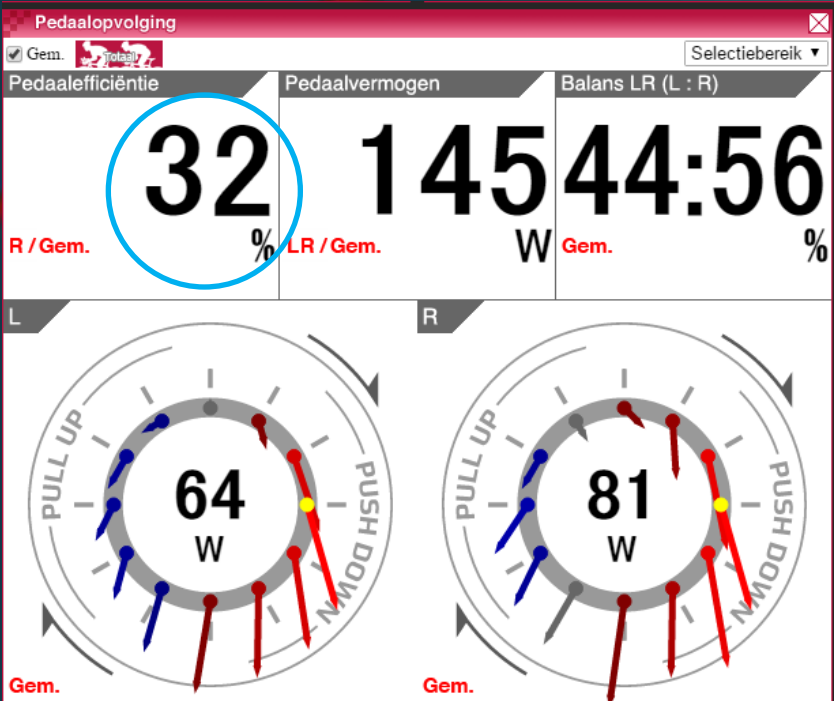 Pedaalopvolging
Gem. Totaal Selectiebereik
Pedaalefficiëntie Pedaalvermogen Balans LR (L : R)
32 145 44:56
R / Gem. % LR / Gem. W Gem. %
L R
PULL UP PUSH DOWN PULL UP PUSH DOWN
64 81
W W
Gem. Gem.